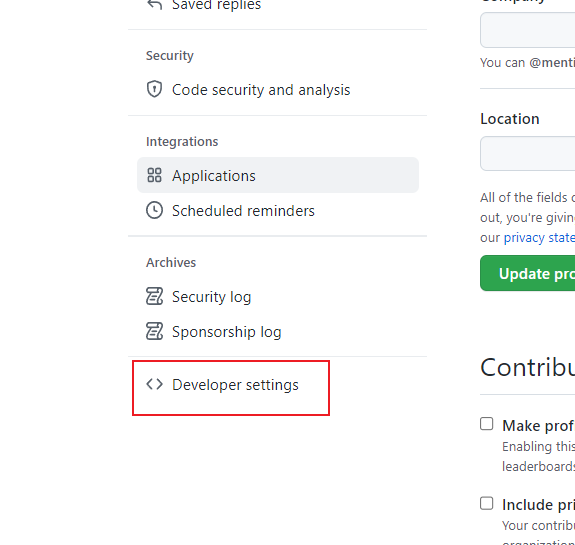 Saved replies
Security
Code security and analysis
Integrations
Applications
Scheduled reminders
Archives
Security log
Sponsorship log
Developer settings
Company
You can @menti
Location
All of the fields
out, you're givin
our privacy state
Update pro
Contribu
Make prof
Enabling this
leaderboards
Include pri
Your contribu
organization